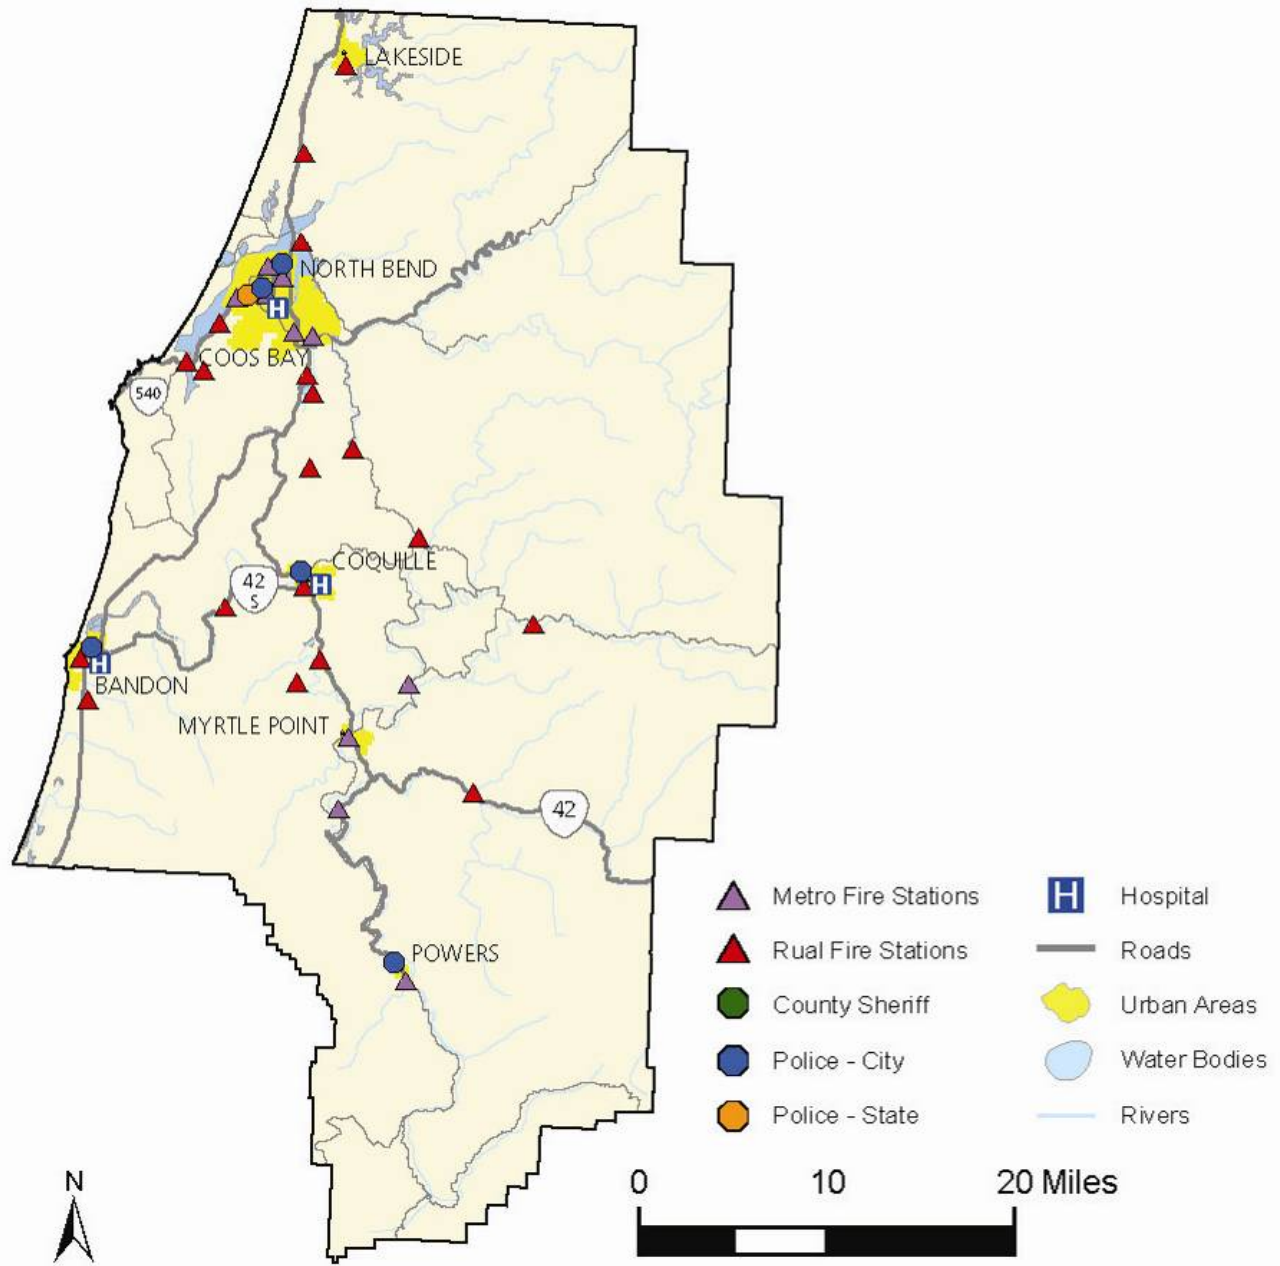 LAKESIDE
NORTH BEND
H
COOS BAY
540
COQUILLE
42
S
H
H
BANDON
MYRTLE POINT
42
POWERS
Metro Fire Stations
Rual Fire Stations
County Sheriff
Police - City
Police - State
H Hospital
Roads
Urban Areas
Water Bodies
Rivers
N
0 10 20 Miles